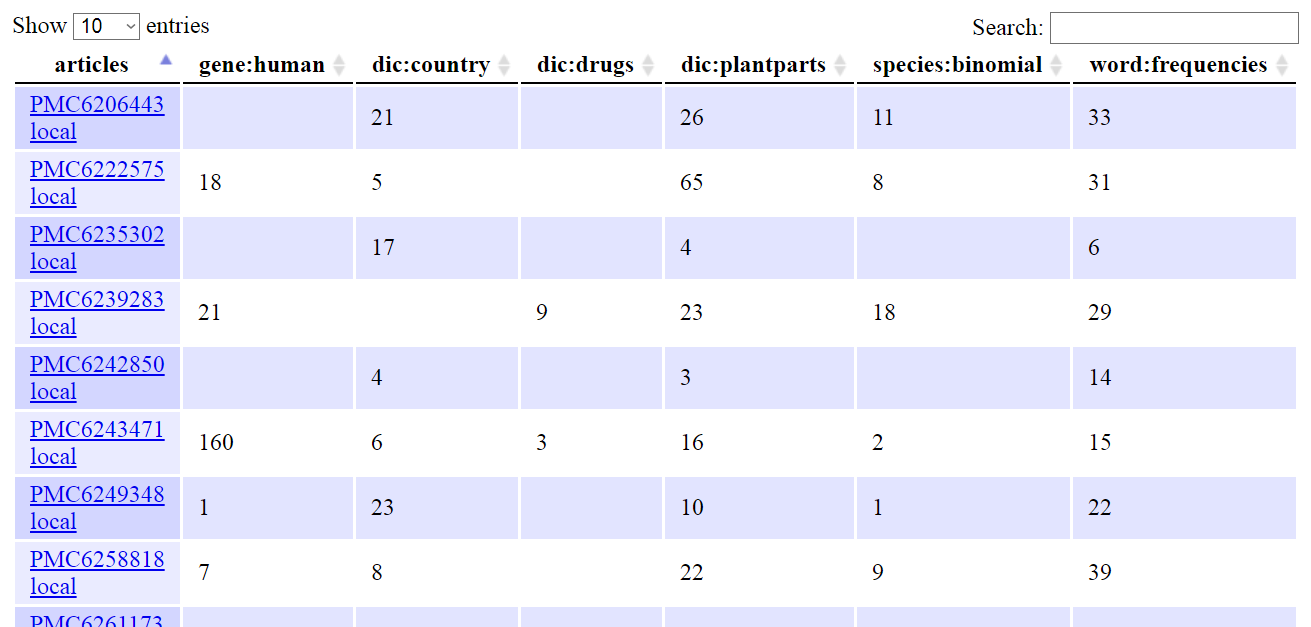 Show 10 entries Search:
articles gene:human dic:country dic:drugs dic:plantparts species:binomial word:frequencies
PMC6206443
local 21 26 11 33
PMC6222575
local 18 5 65 8 31
PMC6235302
local 17 4 6
PMC6239283
local 21 9 23 18 29
PMC6242850
local 4 3 14
PMC6243471
local 160 6 3 16 2 15
PMC6249348
local 1 23 10 1 22
PMC6258818
local 7 8 22 9 39
PMC6261173